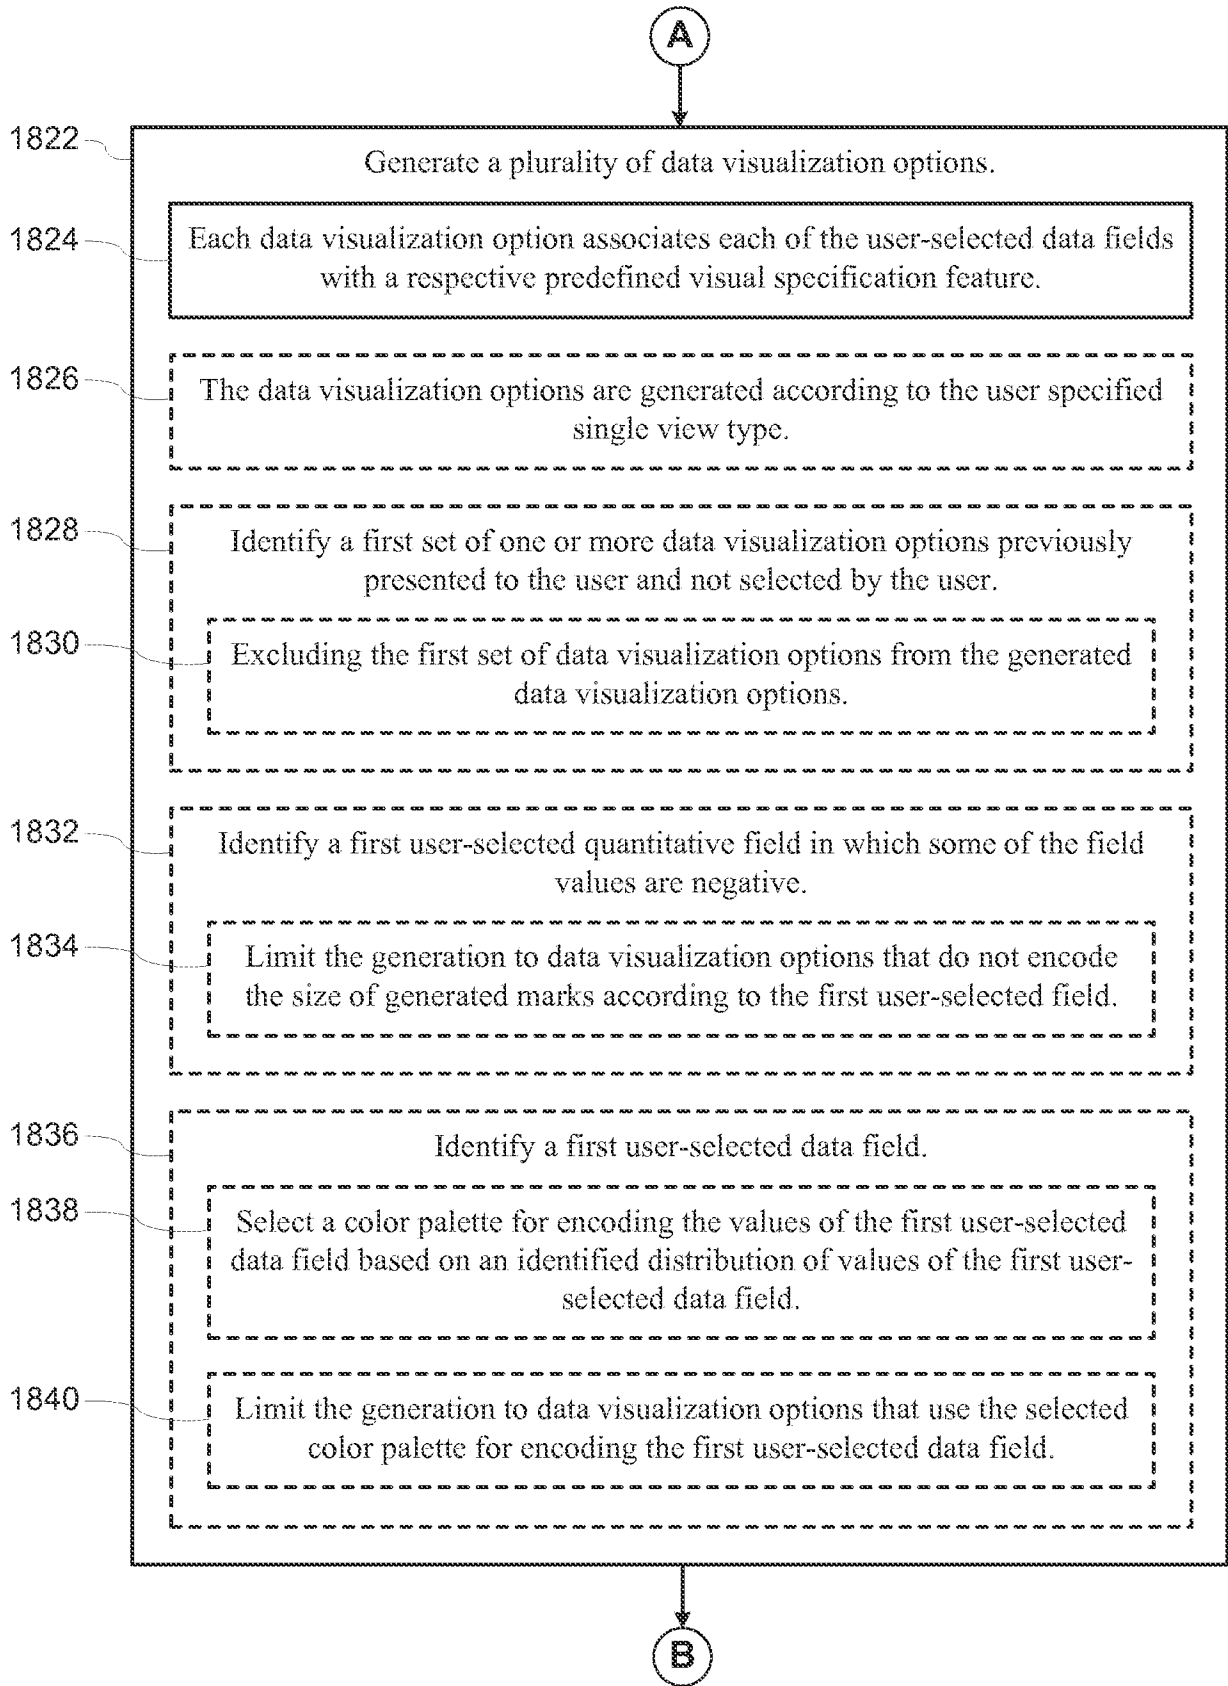 A
1822
Generate a plurality of data visualization options.
1824
Each data visualization option associates each of the user-selected data fields
with a respective predefined visual specification feature.
1826
The data visualization options are generated according to the user specified
single view type.
1828
Identify a first set of one or more data visualization options previously
presented to the user and not selected by the user.
1830
Excluding the first set of data visualization options from the generated
data visualization options.
1832
Identify a first user-selected quantitative field in which some of the field
values are negative.
1834
Limit the generation to data visualization options that do not encode
the size of generated marks according to the first user-selected field.
1836
Identify a first user-selected data field.
1838
Select a color palette for encoding the values of the first user-selected
data field based on an identified distribution of values of the first user-
selected data field.
1840
Limit the generation to data visualization options that use the selected
color palette for encoding the first user-selected data field.
B